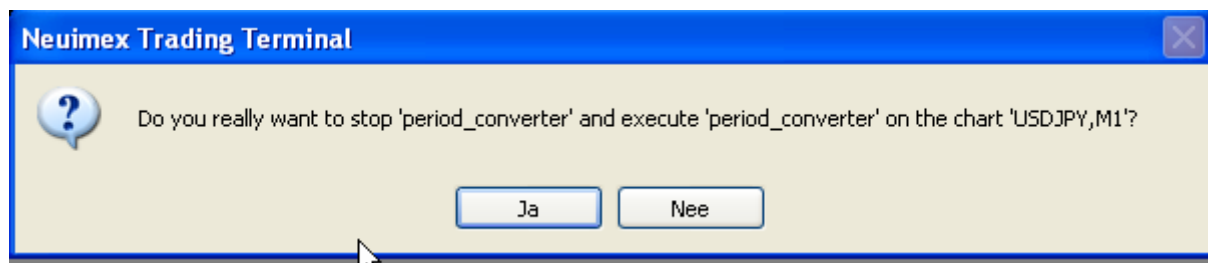 Neuimex Trading Terminal
Do you really want to stop 'period_converter' and execute 'period_converter' on the chart 'USDJPY,M1'?
Ja Nee